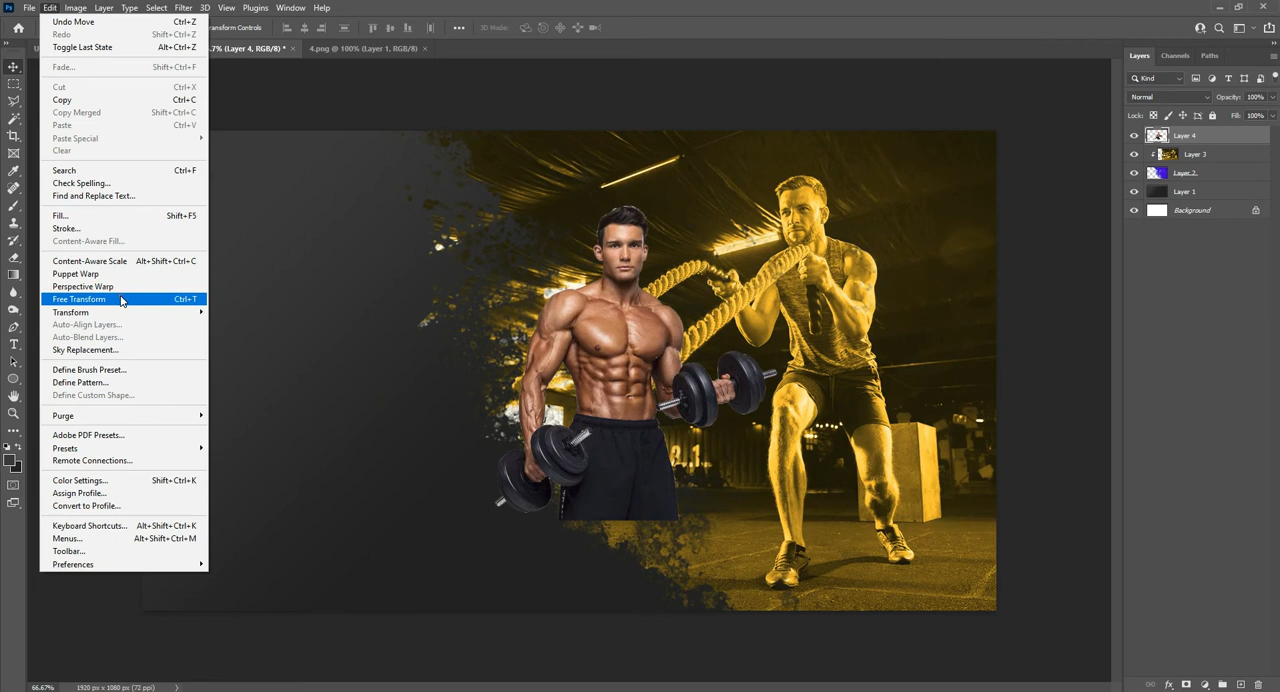 Ps File Edit Image Layer Type Select Filter 3D View Plugins Window Help
Transform Controls 3D Mode:
.7% (Layer 4, RGB/8) * × 4.png @ 100% (Layer 1, RGB/8) ×
Undo Move Ctrl+Z
Redo Shift+Ctrl+Z
Toggle Last State Alt+Ctrl+Z
Fade... Shift+Ctrl+F
Cut Ctrl+X
Copy Ctrl+C
Copy Merged Shift+Ctrl+C
Paste Ctrl+V
Paste Special
Clear
Search Ctrl+F
Check Spelling...
Find and Replace Text...
Fill... Shift+F5
Stroke...
Content-Aware Fill...
Content-Aware Scale Alt+Shift+Ctrl+C
Puppet Warp
Perspective Warp
Free Transform Ctrl+T
Transform
Auto-Align Layers...
Auto-Blend Layers...
Sky Replacement...
Define Brush Preset...
Define Pattern...
Define Custom Shape...
Purge
Adobe PDF Presets...
Presets
Remote Connections...
Color Settings... Shift+Ctrl+K
Assign Profile...
Convert to Profile...
Keyboard Shortcuts... Alt+Shift+Ctrl+K
Menus... Alt+Shift+Ctrl+M
Toolbar...
Preferences
Layers Channels Paths
Kind
Normal Opacity: 100%
Lock: Fill: 100%
Layer 4
Layer 3
Layer 2
Layer 1
Background
66.67% 1920 px x 1080 px (72 ppi)